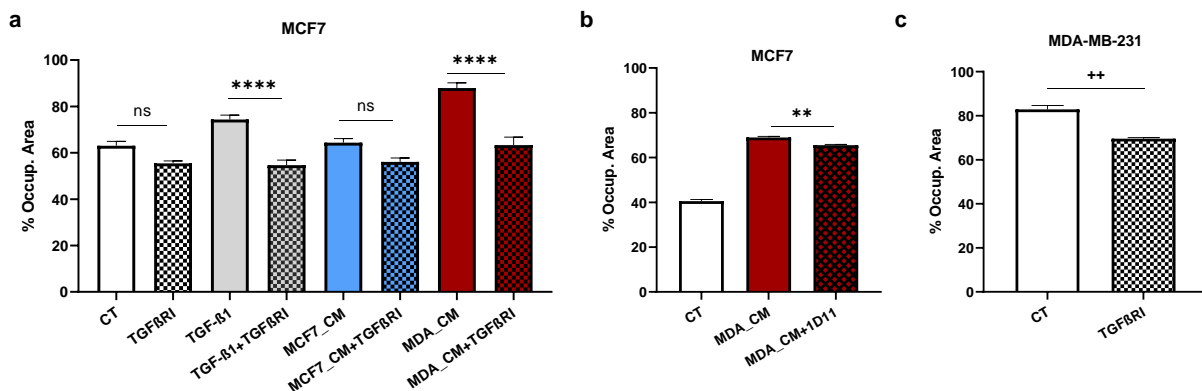 a
MCF7
% Occup. Area
100
80
60
40
20
0
ns
****
ns
****
CT
TGFßRI
TGF-ß1
TGF-ß1+TGFßRI
MCF7_CM
MCF7_CM+TGFßRI
MDA_CM
MDA_CM+TGFßRI
b
MCF7
% Occup. Area
100
80
60
40
20
0
**
CT
MDA_CM
MDA_CM+1D11
c
MDA-MB-231
% Occup. Area
100
80
60
40
20
0
++
CT
TGFßRI